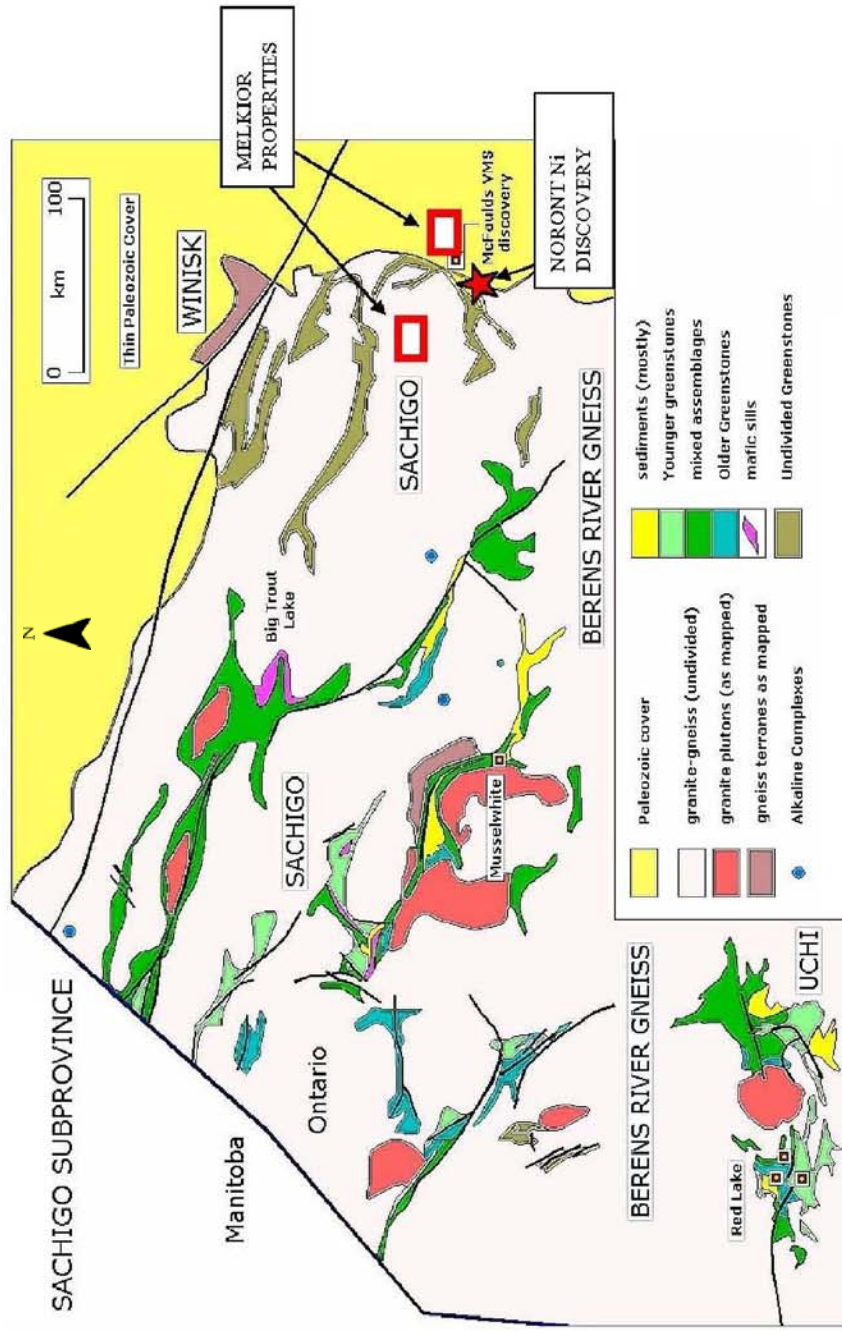 SACHIGO SUBPROVINCE
Manitoba
Ontario
N
km
0 100
Thin Paleozoic Cover
WINISK
MELKIOR
PROPERTIES
Big Trout
Lake
SACHIGO
SACHIGO
McFaulds VMS
discovery
NORONT Ni
DISCOVERY
Musselwhite
BERENS RIVER GNEISS
BERENS RIVER GNEISS
Red Lake
UCHI
Paleozoic cover
granite-gneiss (undivided)
granite plutons (as mapped)
gneiss terranes as mapped
Alkaline Complexes
sediments (mostly)
Younger greenstones
mixed assemblages
Older Greenstones
mafic sills
Undivided Greenstones